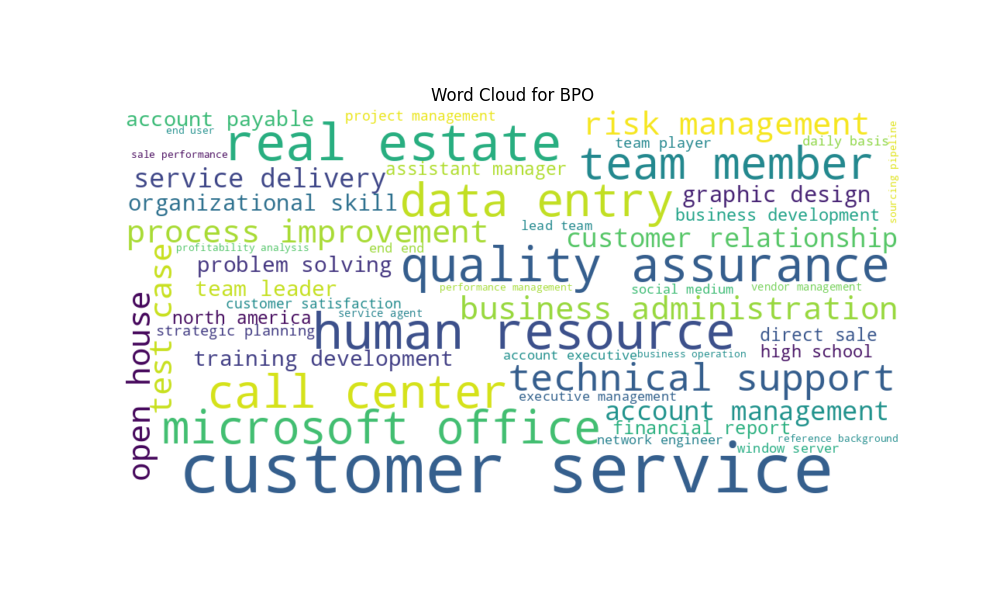 Word Cloud for BPO
account payable
project management
end user
real estate
risk management
team player
daily basis
sourcing pipeline
sale performance
team member
assistant manager
service delivery
data entry
graphic design
organizational skill
business development
process improvement
lead team
customer relationship
profitability analysis
end end
test case
problem solving
quality assurance
team leader
performance management
social medium
vendor management
customer satisfaction
business administration
open house
north america
service agent
human resource
strategic planning
direct sale
training development
account executive
business operation
high school
call center
technical support
executive management
account management
microsoft office
financial report
network engineer
reference background
window server
customer service